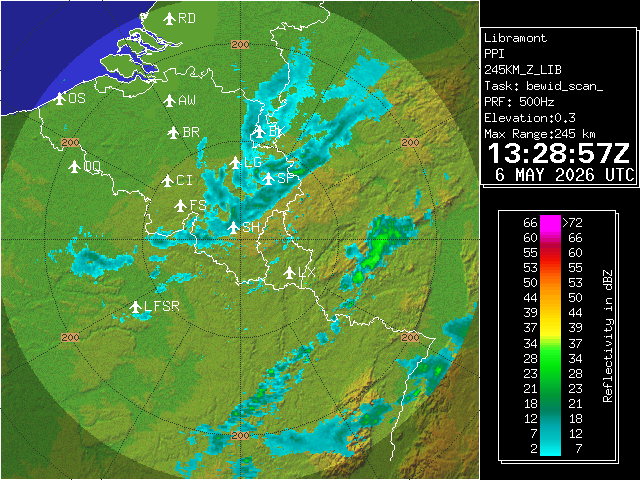 RD
200
OS
AW
BR
BK
200
200
QQ
LG
CI
SP
FS
SH
LX
LFSR
200
200
200
Libramont
PPI
245KM_Z_LIB
Task: bewid_scan_
PRF: 500Hz
Elevation:0.3
Max Range:245 km
13:28:57Z
6 MAY 2026 UTC
66 >72
60 66
55 60
53 55
50 53
44 50
39 44
37 39
34 37
28 34
23 28
21 23
18 21
12 18
7 12
2 7
Reflectivity in dBZ